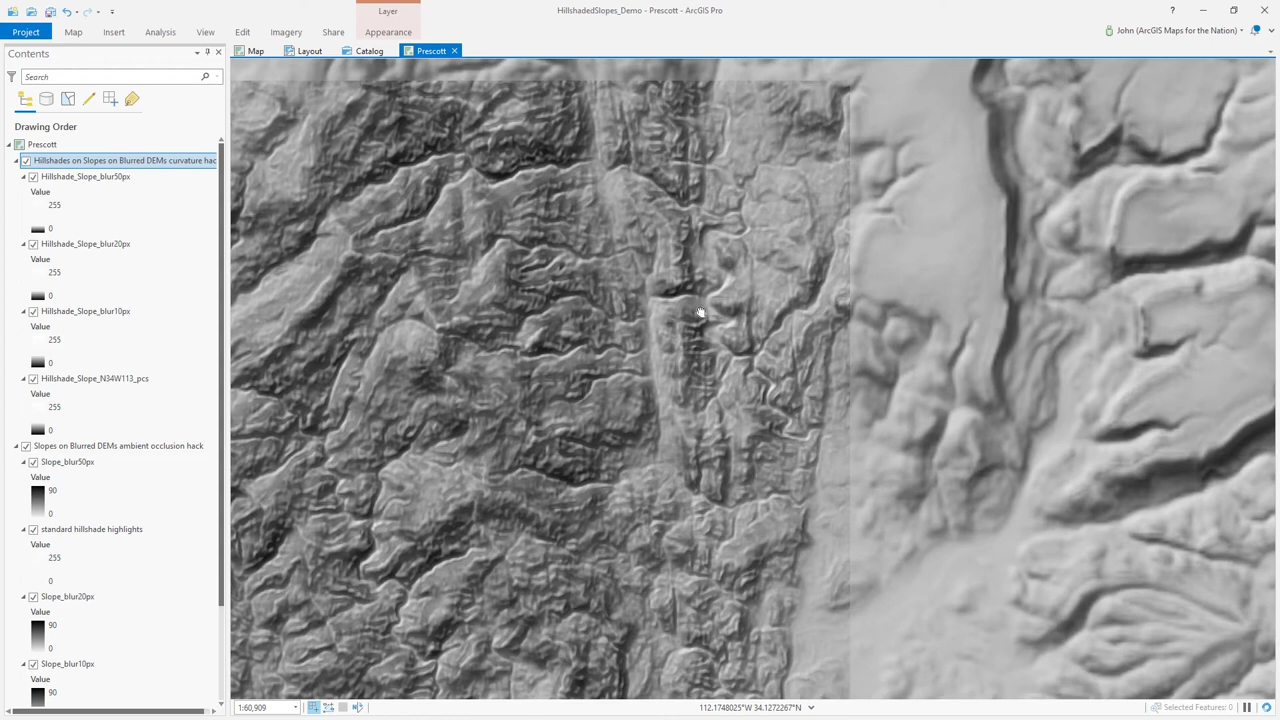 Layer
HillshadedSlopes_Demo - Prescott - ArcGIS Pro
Project
Map
Insert
Analysis
View
Edit
Imagery
Share
Appearance
John (ArcGIS Maps for the Nation)
Contents
Map
Layout
Catalog
Prescott
Search
Drawing Order
Prescott
Hillshades on Slopes on Blurred DEMs curvature hac
Hillshade_Slope_blur50px
Value
255
0
Hillshade_Slope_blur20px
Value
255
0
Hillshade_Slope_blur10px
Value
255
0
Hillshade_Slope_N34W113_pcs
Value
255
0
Slopes on Blurred DEMs ambient occlusion hack
Slope_blur50px
Value
90
0
standard hillshade highlights
Value
255
0
Slope_blur20px
Value
90
0
Slope_blur10px
Value
90
1:60,909
112.1748025°W 34.1272267°N
Selected Features: 0